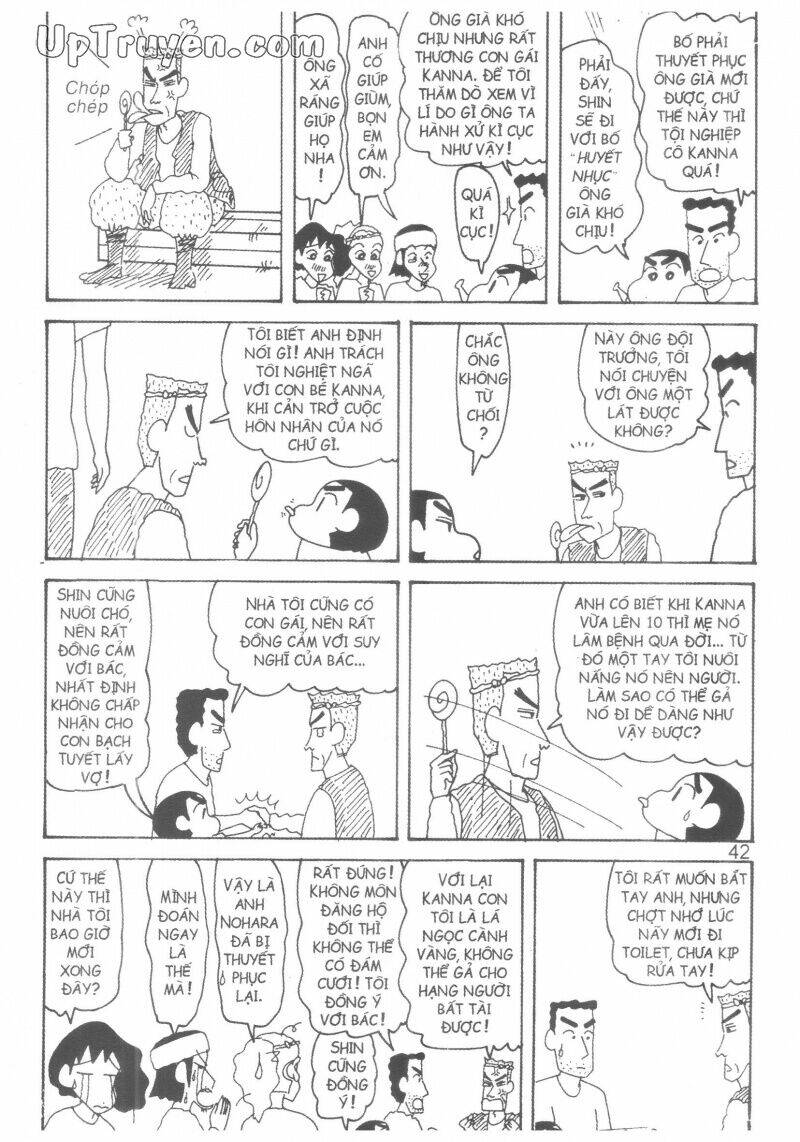 UpTruyen.com
BỐ PHẢI
THUYẾT PHỤC
ÔNG GIÀ MỚI
ĐƯỢC, CHỨ
THẾ NÀY THÌ
TỘI NGHIỆP
CÔ KANNA
QUÁ!
PHẢI
ĐẤY, SHIN
SẼ ĐI
VỚI BỐ
"HUYẾT
NHỤC"
ÔNG
GIÀ KHÓ
CHỊU!
ÔNG GIÀ KHÓ
CHỊU NHƯNG RẤT
THƯƠNG CON GÁI
KANNA. ĐỂ TÔI
THĂM DÒ XEM VÌ
LÍ DO GÌ ÔNG TA
HÀNH XỬ KÌ CỤC
NHƯ VẬY!
QUÁ
KÌ
CỤC!
ANH
CÓ
GIÚP
GIÙM,
BỌN
EM
CẢM
ƠN.
ÔNG
XÃ
RÁNG
GIÚP
HỌ
NHA!
Chóp
chép
NÀY ÔNG ĐỘI
TRƯỞNG, TÔI
NÓI CHUYỆN
VỚI ÔNG MỘT
LÁT ĐƯỢC
KHÔNG?
CHẮC
ÔNG
KHÔNG
TỪ
CHỐI
?
TÔI BIẾT ANH ĐỊNH
NÓI GÌ! ANH TRÁCH
TÔI NGHIỆT NGÃ
VỚI CON BÉ KANNA,
KHI CẢN TRỞ CUỘC
HÔN NHÂN CỦA NÓ
CHỨ GÌ.
ANH CÓ BIẾT KHI KANNA
VỪA LÊN 10 THÌ MẸ NÓ
LÂM BỆNH QUA ĐỜI... TỪ
ĐÓ MỘT TAY TÔI NUÔI
NẤNG NÓ NÊN NGƯỜI.
LÀM SAO CÓ THỂ GẢ
NÓ ĐI DỄ DÀNG NHƯ
VẬY ĐƯỢC?
NHÀ TÔI CŨNG CÓ
CON GÁI, NÊN RẤT
ĐỒNG CẢM VỚI SUY
NGHĨ CỦA BÁC...
SHIN CŨNG
NUÔI CHÓ,
NÊN RẤT
ĐỒNG CẢM
VỚI BÁC,
NHẤT ĐỊNH
KHÔNG CHẤP
NHẬN CHO
CON BẠCH
TUYẾT LẤY
VỢ!
42
TÔI RẤT MUỐN BẮT
TAY ANH, NHƯNG
CHỢT NHỚ LÚC
NÃY MỚI ĐI
TOILET, CHƯA KỊP
RỬA TAY!
VỚI LẠI
KANNA CON
TÔI LÀ LÁ
NGỌC CÀNH
VÀNG, KHÔNG
THỂ GẢ CHO
HẠNG NGƯỜI
BẤT TÀI
ĐƯỢC!
RẤT ĐÚNG!
KHÔNG MÔN
ĐĂNG HỘ
ĐỐI THÌ
KHÔNG THỂ
CÓ ĐÁM
CƯỚI! TÔI
ĐỒNG Ý
VỚI BÁC!
SHIN
CŨNG
ĐỒNG
Ý!
VẬY LÀ
ANH
NOHARA
ĐÃ BỊ
THUYẾT
PHỤC LẠI.
MÌNH
ĐOÁN
NGAY
LÀ
THẾ
MÀ!
CỨ THẾ
NÀY THÌ
NHÀ TÔI
BAO GIỜ
MỚI
XONG
ĐÂY?